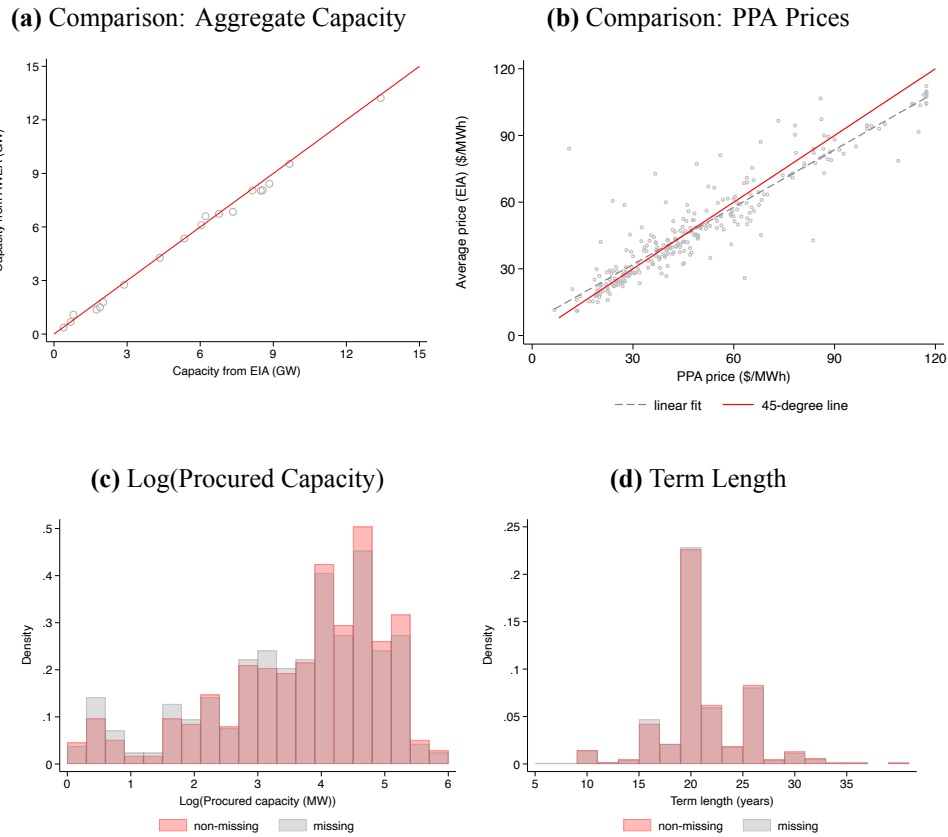 (a) Comparison: Aggregate Capacity
15
12
9
6
3
0
0 3 6 9 12 15
Capacity from EIA (GW)
(b) Comparison: PPA Prices
Average price (EIA) ($/MWh)
120
90
60
30
0
0 30 60 90 120
PPA price ($/MWh)
linear fit 45-degree line
(c) Log(Procured Capacity)
Density
.5
.4
.3
.2
.1
0
0 1 2 3 4 5 6
Log(Procured capacity (MW))
non-missing missing
(d) Term Length
Density
.25
.2
.15
.1
.05
0
5 10 15 20 25 30 35
Term length (years)
non-missing missing